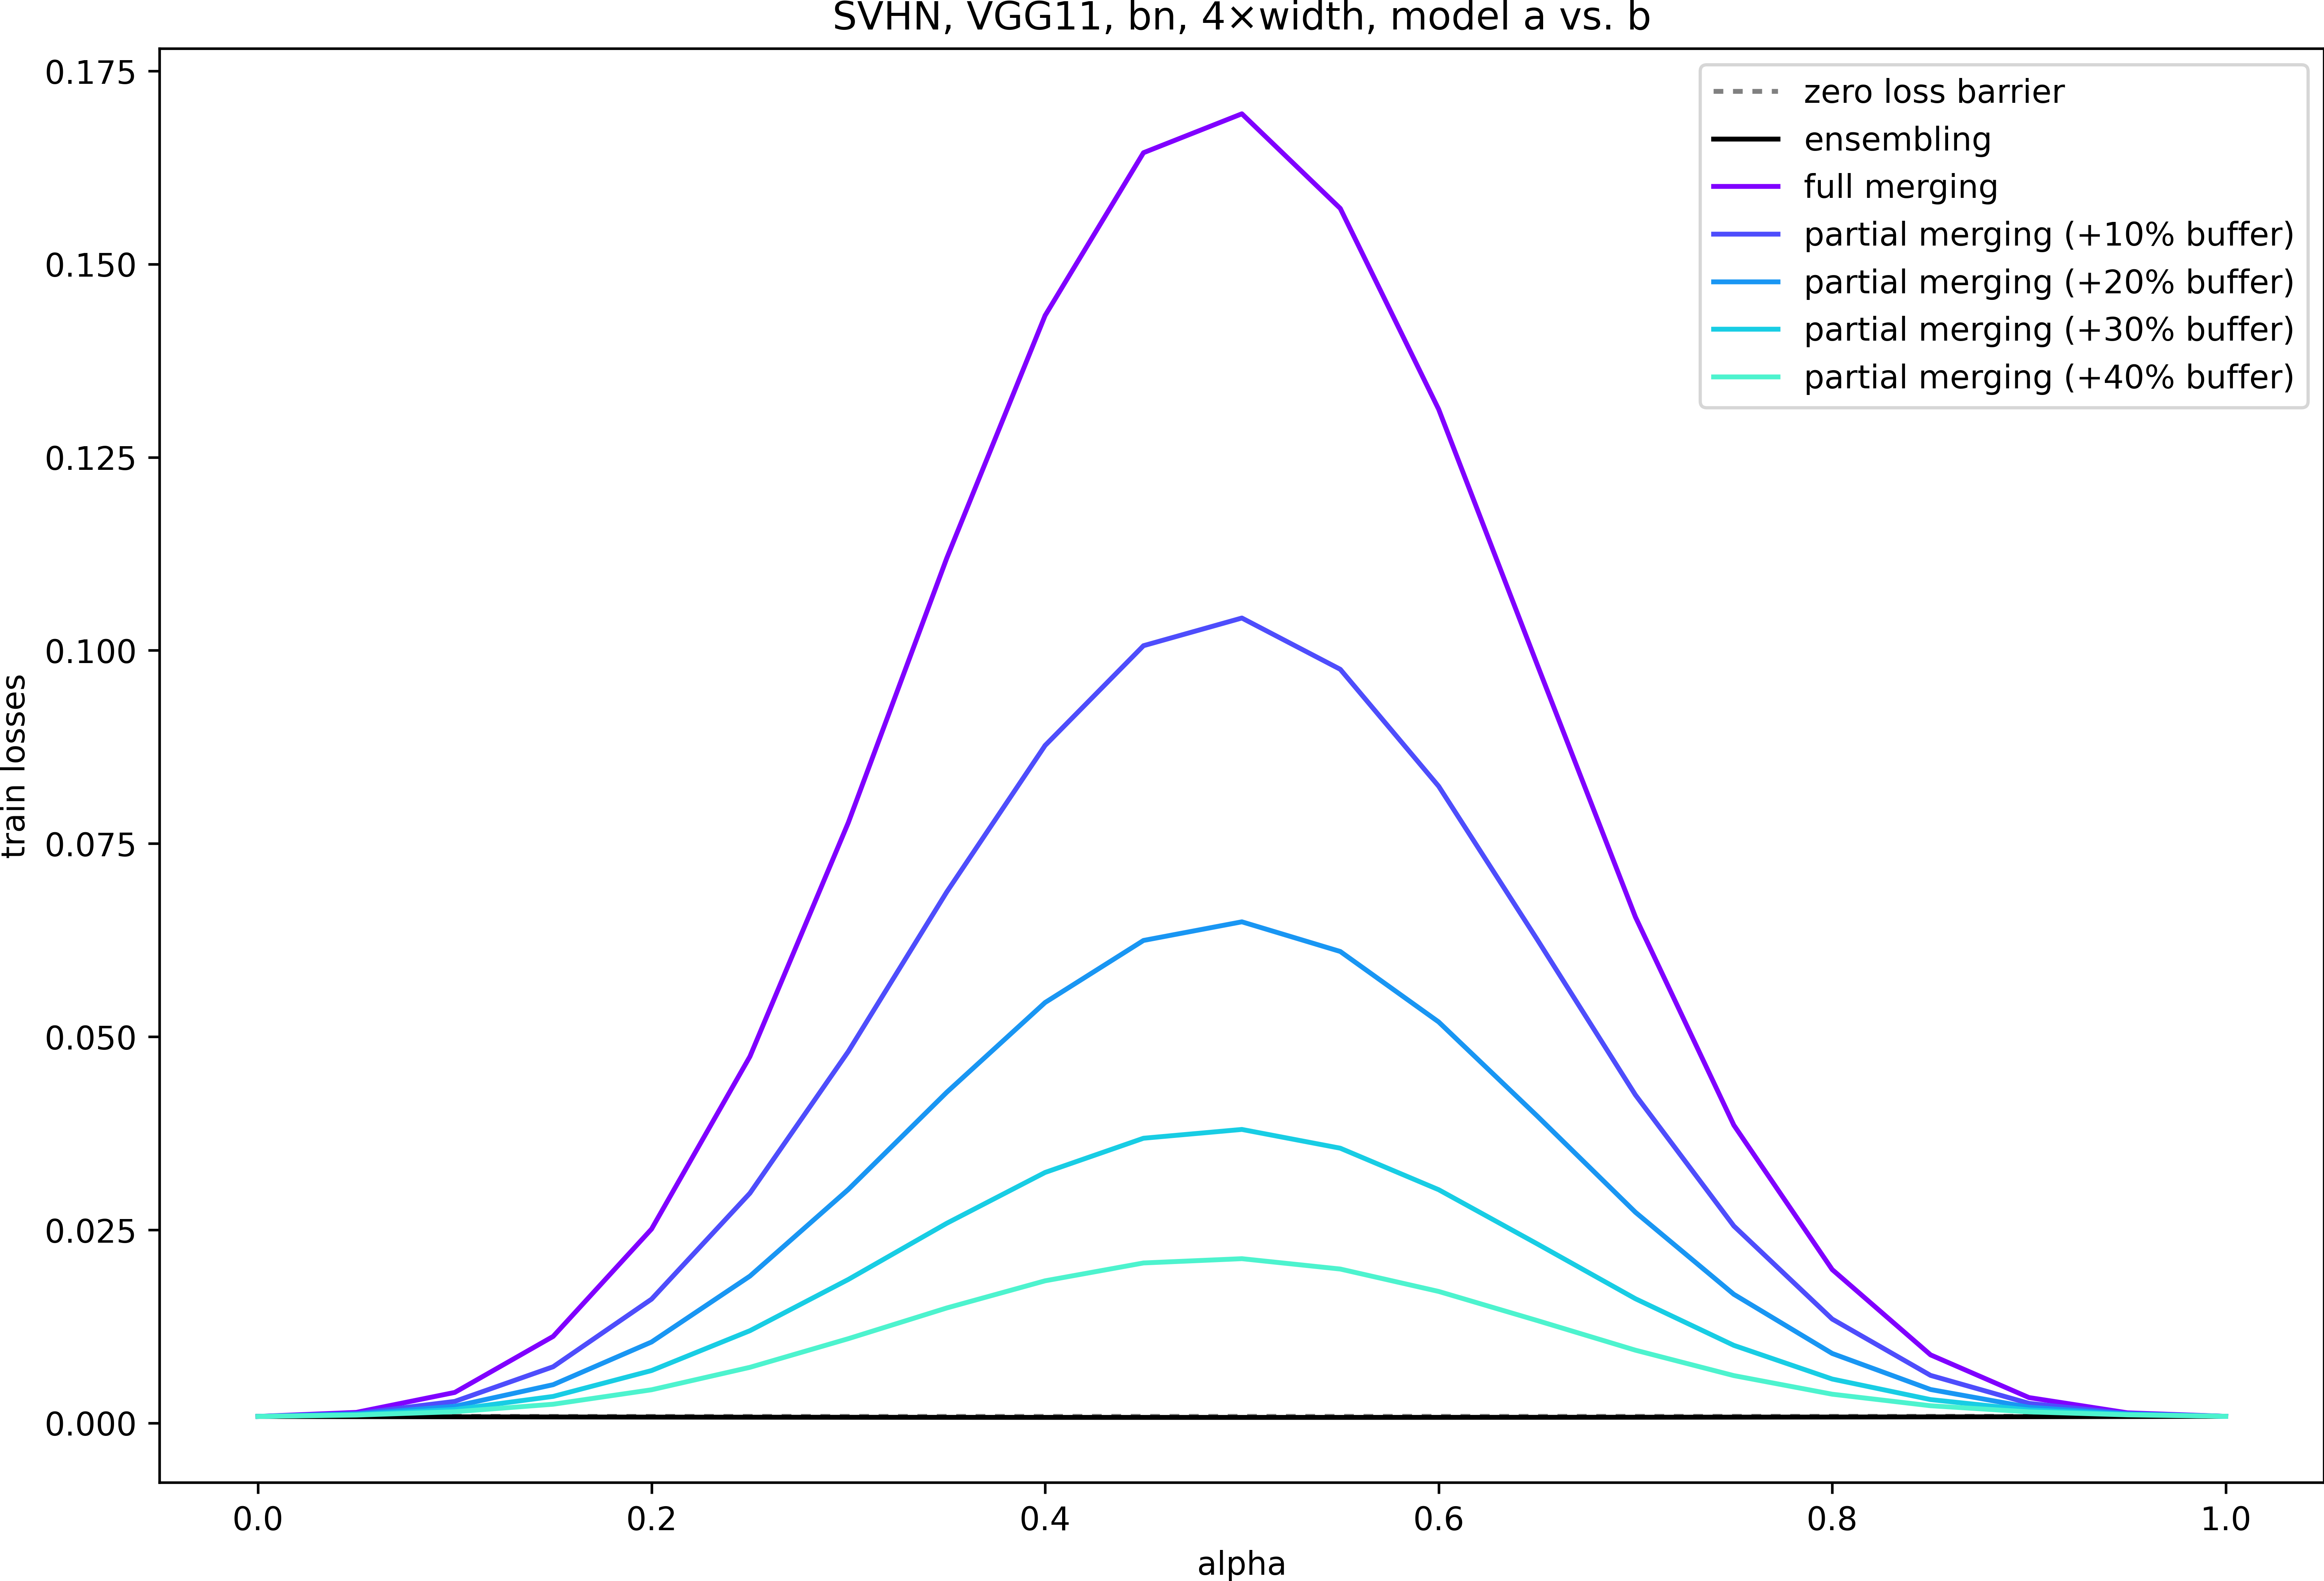 SVHN, VGG11, bn, 4×width, model a vs. b
0.175
0.150
0.125
0.100
0.075
0.050
0.025
0.000
train losses
zero loss barrier
ensembling
full merging
partial merging (+10% buffer)
partial merging (+20% buffer)
partial merging (+30% buffer)
partial merging (+40% buffer)
0.0
0.2
0.4
0.6
0.8
1.0
alpha